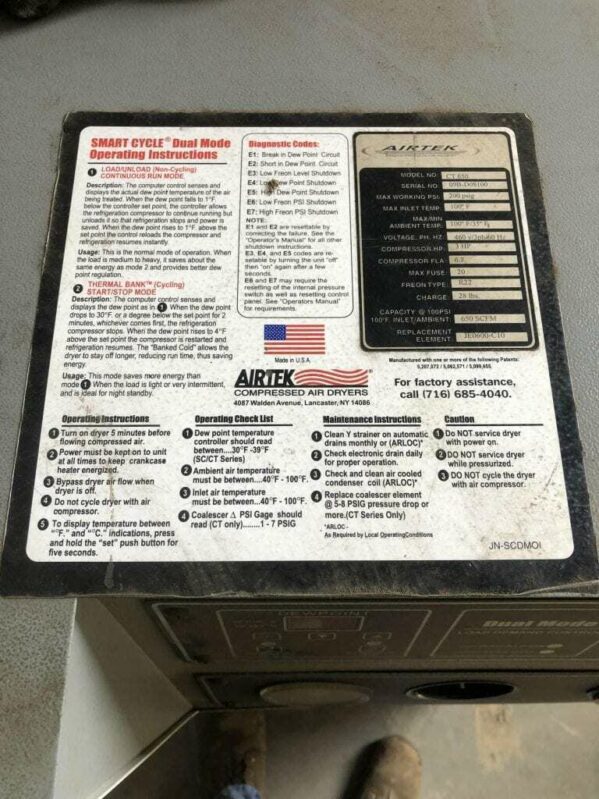 SMART CYCLE® Dual Mode
Operating Instructions
1 LOAD/UNLOAD (Non-Cycling)
CONTINUOUS RUN MODE
Description: The computer control senses and
displays the actual dew point temperature of the air
being treated. When the dew point falls to 1°F.
below the controller set point, the controller allows
the refrigeration compressor to continue running but
unloads it so that refrigeration stops and power is
saved. When the dew point rises to 1°F. above the
set point the control reloads the compressor and
refrigeration resumes instantly.
Usage: This is the normal mode of operation. When
the load is medium to heavy, it saves about the
same energy as mode 2 and provides better dew
point regulation.
2 THERMAL BANK™ (Cycling)
START/STOP MODE
Description: The computer control senses and
displays the dew point as in 1 When the dew point
drops to 30°F. or a degree below the set point for 2
minutes, whichever comes first, the refrigeration
compressor stops. When the dew point rises to 4°F
above the set point the compressor is restarted and
refrigeration resumes. The "Banked Cold" allows the
dryer to stay off longer, reducing run time, thus saving
energy.
Usage: This mode saves more energy than
mode 1 When the load is light or very intermittent,
and is ideal for night standby.
Diagnostic Codes:
E1: Break in Dew Point Circuit
E2: Short in Dew Point Circuit
E3: Low Freon Level Shutdown
E4: Low Dew Point Shutdown
E5: High Dew Point Shutdown
E6: Low Freon PSI Shutdown
E7: High Freon PSI Shutdown
NOTE:
E1 and E2 are resettable by
correcting the failure. See the
"Operator's Manual" for all other
shutdown instructions.
E3, E4, and E5 codes are re-
setable by turning the unit "off'
then "on" again after a few
seconds.
E6 and E7 may require the
resetting of the internal pressure
switch as well as resetting control
panel. See "Operators Manual"
for requirements.
Made in U.S.A.
AIRTEK
MODEL NO. CT 650
SERIAL NO
MAX WORKING PSI. 200 psig
MAX INLET TEMP. 100° F
MAX/MIN
AMBIENT TEMP. 100° F/35° F
VOLTAGE, PH, HZ. 460 v/3ph/60 Hz
COMPRESSOR HP. 3 HP
COMPRESSOR FLA
MAX FUSE 20
FREON TYPE R22
CHARGE 28 lbs.
CAPACITY @ 100PSI
100°F. INLET/AMBIENT 650 SCFM
REPLACEMENT
ELEMENT JE0600-C10
Manufactured with one or more of the following Patents:
AIRTEK
COMPRESSED AIR DRYERS
4087 Walden Avenue, Lancaster, NY 14086
For factory assistance,
call (716) 685-4040.
Operating Instructions
1 Turn on dryer 5 minutes before
flowing compressed air.
2 Power must be kept on to unit
at all times to keep crankcase
heater energized.
3 Bypass dryer air flow when
dryer is off.
4 Do not cycle dryer with air
compressor.
5 To display temperature between
"°F." and "°C." indications, press
and hold the "set" push button for
five seconds.
Operating Check List
1 Dew point temperature
controller should read
between....30°F -39°F
(SC/CT Series)
2 Ambient air temperature
must be between...40°F - 100°F.
3 Inlet air temperature
must be between...40°F - 100°F.
4 Coalescer Δ PSI Gage should
read (CT only)........1 - 7 PSIG
Maintenance Instructions
1 Clean Y strainer on automatic
drains monthly or (ARLOC)*
2 Check electronic drain daily
for proper operation.
3 Check and clean air cooled
condenser coil (ARLOC)*
4 Replace coalescer element
@ 5-8 PSIG pressure drop or
more.(CT Series Only)
*ARLOC -
As Required by Local OperatingConditions
Caution
1 Do NOT service dryer
with power on.
2 DO NOT service dryer
while pressurized.
3 DO NOT cycle the dryer
with air compressor.
JN-SCDMOI
Dual Mode